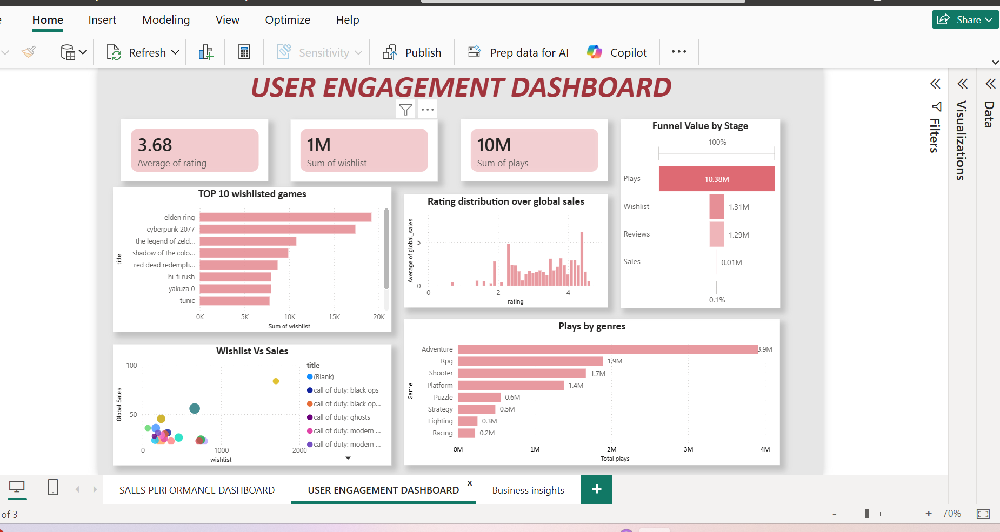 Home Insert Modeling View Optimize Help Share
Refresh Sensitivity Publish Prep data for AI Copilot ...
USER ENGAGEMENT DASHBOARD
3.68
Average of rating
1M
Sum of wishlist
10M
Sum of plays
Funnel Value by Stage
100%
Plays 10.38M
Wishlist 1.31M
Reviews 1.29M
Sales 0.01M
0.1%
TOP 10 wishlisted games
title
elden ring
cyberpunk 2077
the legend of zeld...
shadow of the colo...
red dead redempti...
hi-fi rush
yakuza 0
tunic
0K 5K 10K 15K 20K
Sum of wishlist
Rating distribution over global sales
Average of global_sales
5
0
0 2 4
rating
Wishlist Vs Sales
Global Sales
100
50
0 1000 2000
wishlist
title
(Blank)
call of duty: black ops
call of duty: black op...
call of duty: ghosts
call of duty: modern ...
call of duty: modern ...
Plays by genres
Genre
Adventure 3.9M
Rpg 1.9M
Shooter 1.7M
Platform 1.4M
Puzzle 0.6M
Strategy 0.5M
Fighting 0.3M
Racing 0.2M
0M 1M 2M 3M 4M
Total plays
Filters
Visualizations
Data
SALES PERFORMANCE DASHBOARD USER ENGAGEMENT DASHBOARD x Business insights +
of 3 - + 70%